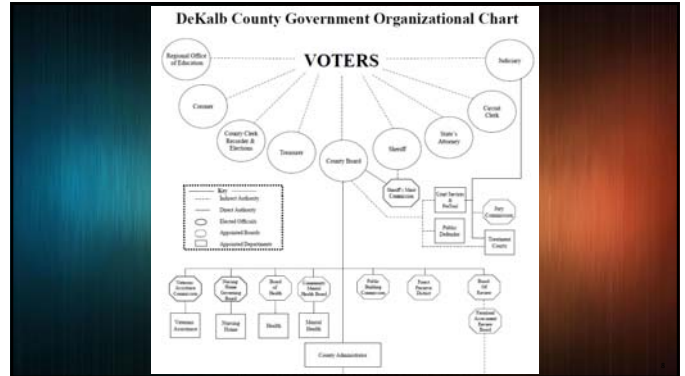 DeKalb County Government Organizational Chart
VOTERS
Regional Office
of Education
Judiciary
Coroner
Circuit
Clerk
County Clerk
Recorder &
Elections
State's
Attorney
Treasurer
Sheriff
County Board
Sheriff's Merit
Commission
Court Services
&
Jury
Commission
Public
Defender
Treatment
Courts
Key
Indirect Authority
Direct Authority
Elected Officials
Appointed Boards
Appointed Departments
Veterans
Assistance
Commission
Nursing
Home
Governing
Board
Board
of
Health
Community
Mental
Health Board
Public
Building
Commission
Forest
Preserve
District
Board
Of
Review
Farmland
Assessment
Review
Board
Veterans
Assistance
Nursing
Home
Health
Mental
Health
County Administrator